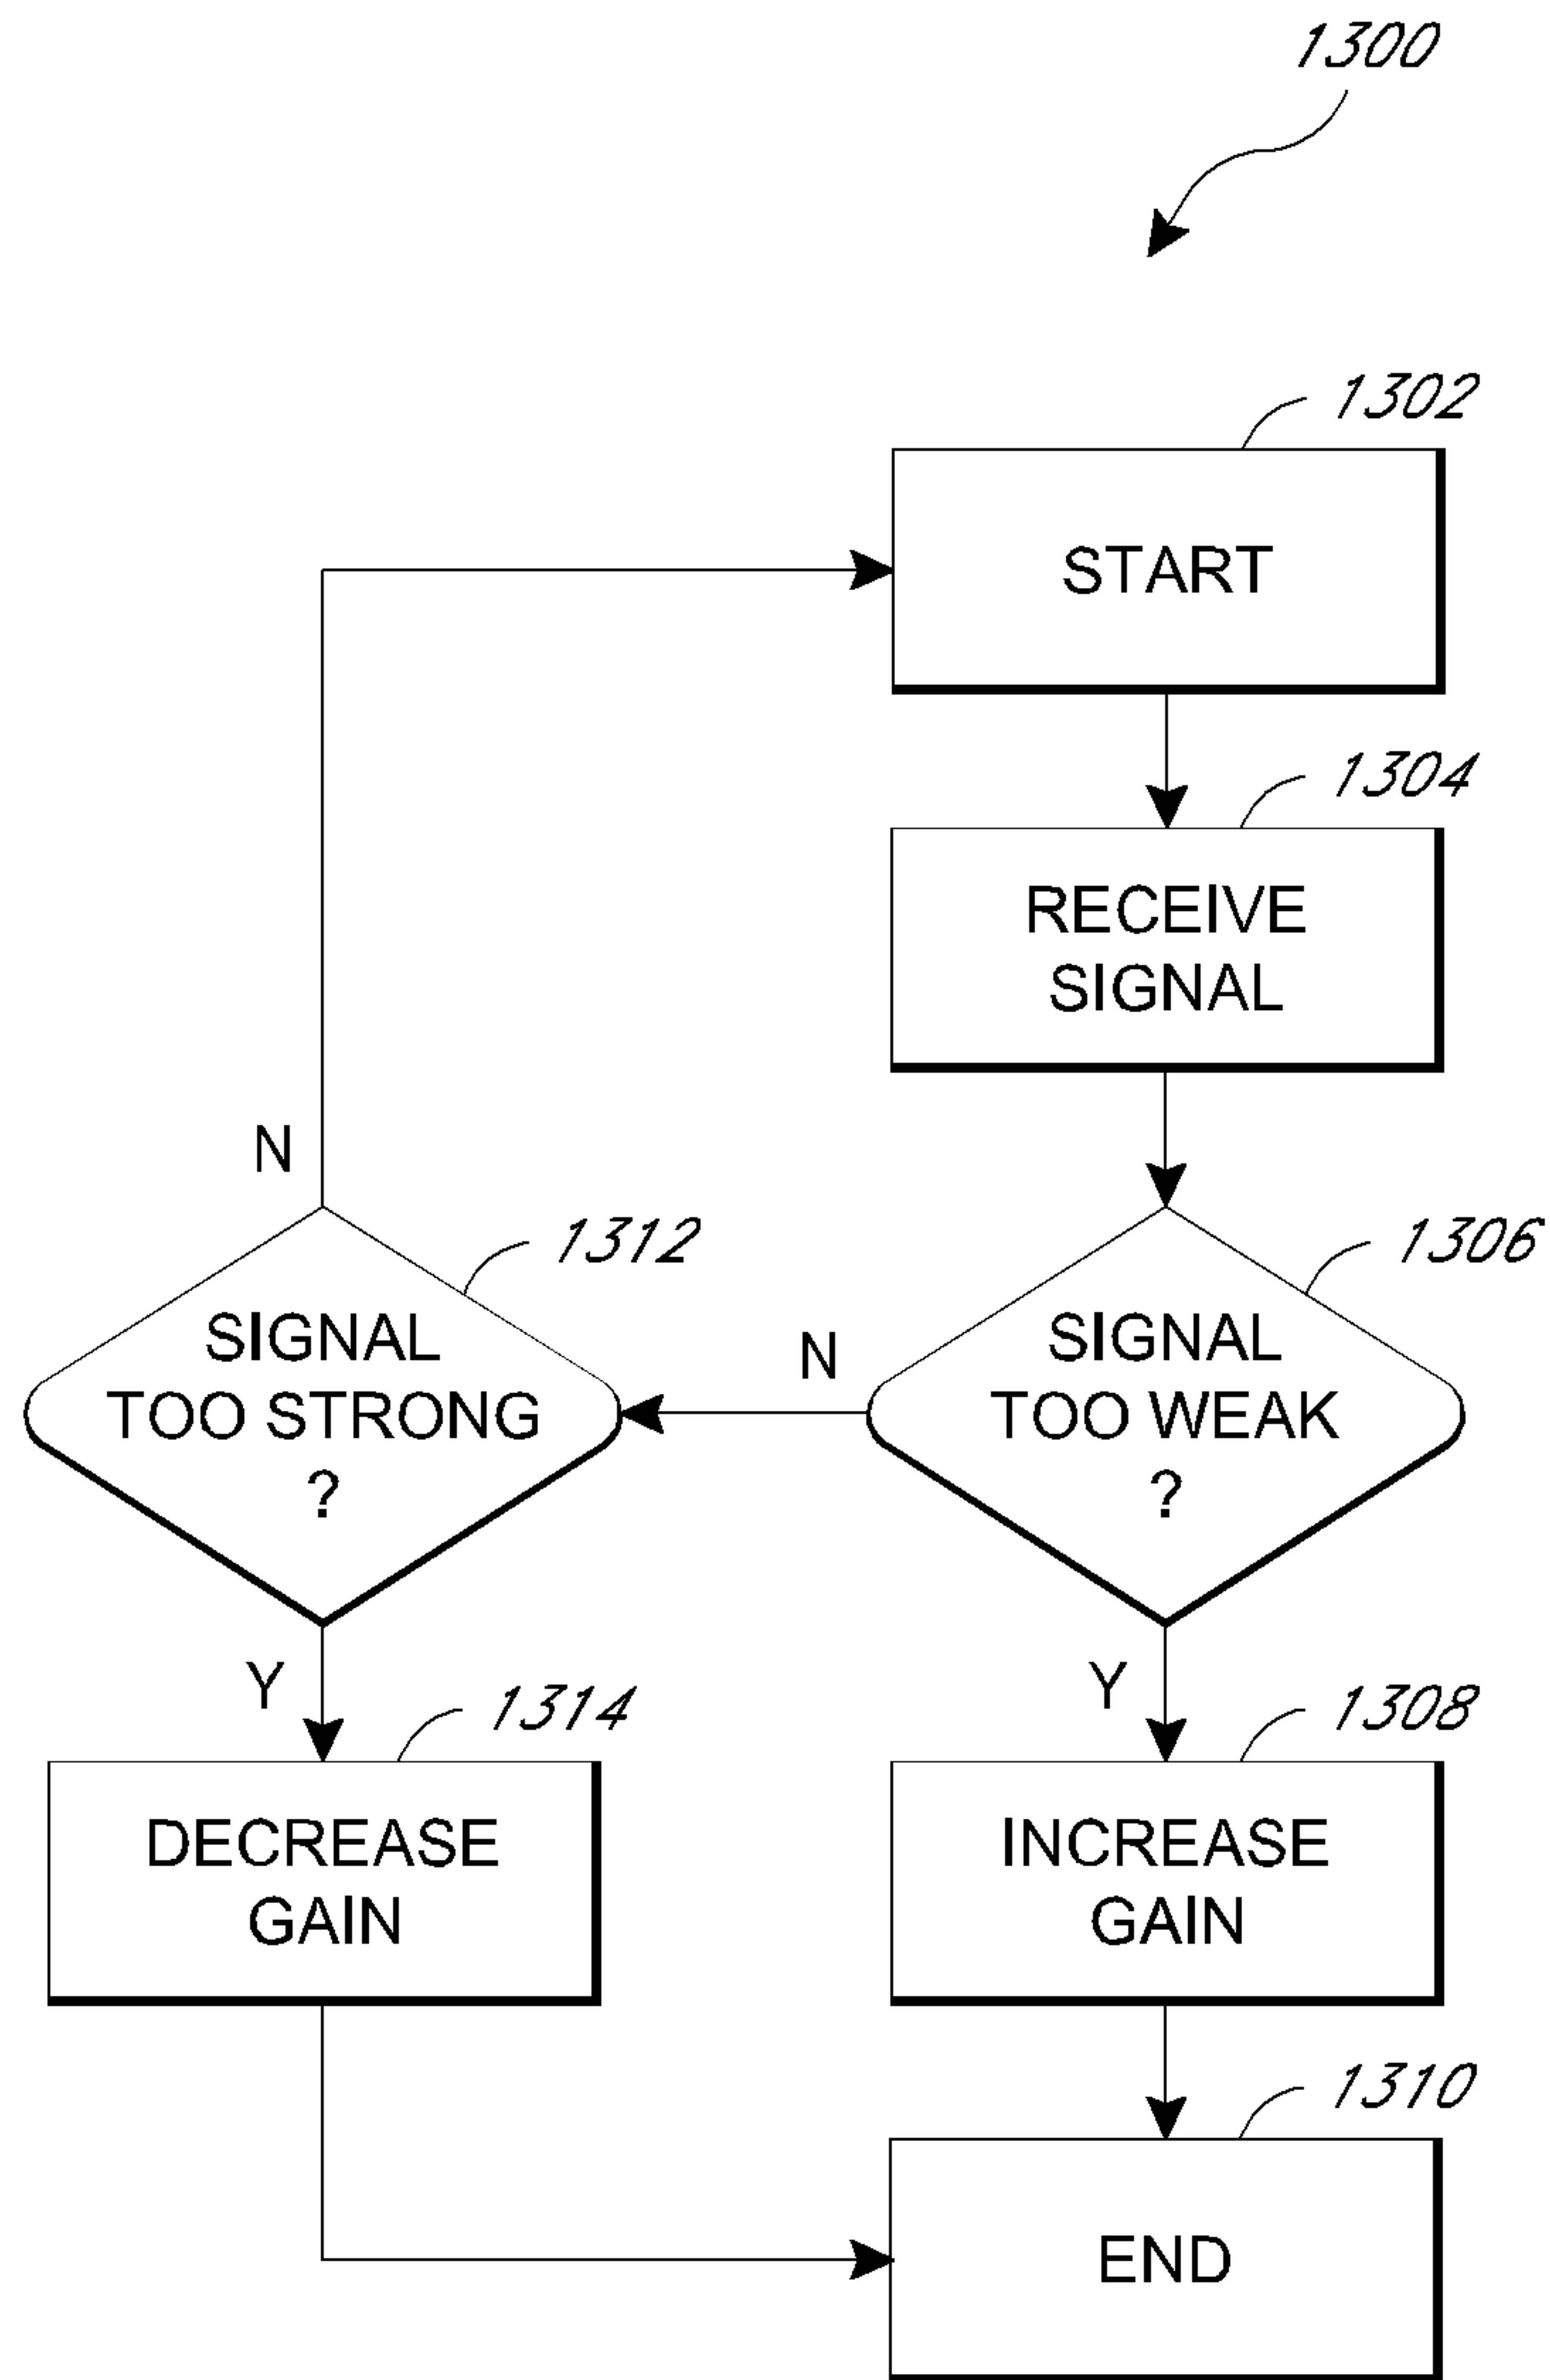 1300
1302
START
1304
RECEIVE
SIGNAL
N
1312
1306
SIGNAL
TOO STRONG
?
N
SIGNAL
TOO WEAK
?
Y
1314
Y
1308
DECREASE
GAIN
INCREASE
GAIN
1310
END